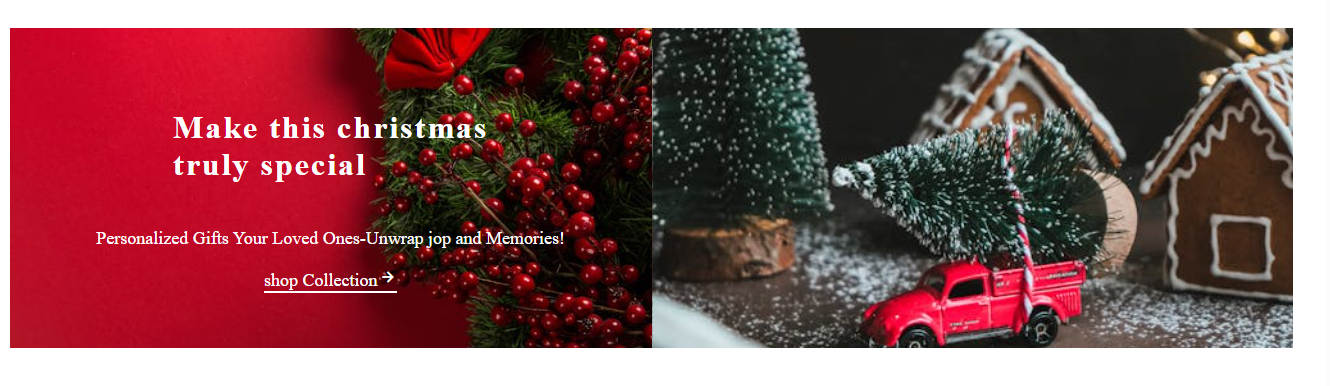 Make this christmas
truly special
Personalized Gifts Your Loved Ones-Unwrap jop and Memories!
shop Collection→